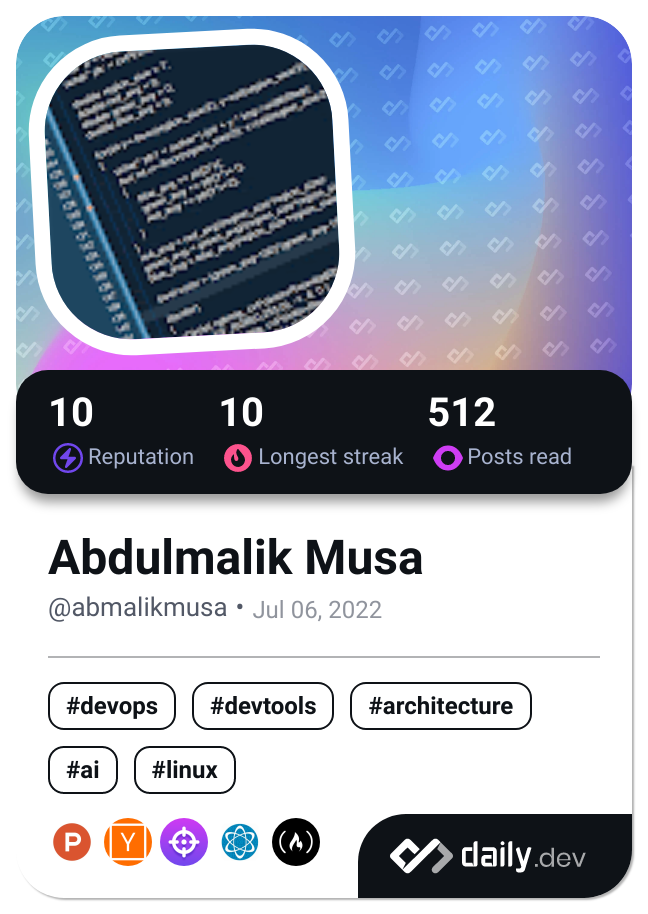 10 10 512
Reputation Longest streak Posts read
Abdulmalik Musa
@abmalikmusa • Jul 06, 2022
#devops #devtools #architecture
#ai #linux
P Y
daily.dev